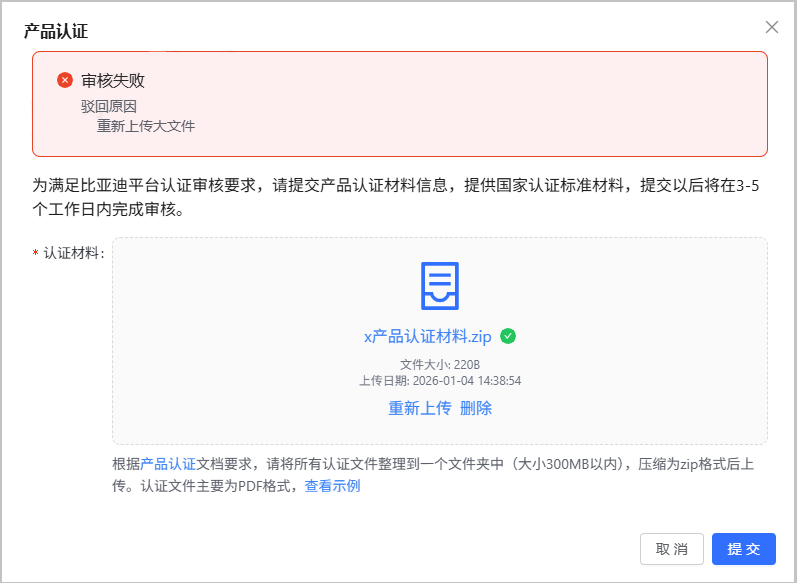 产品认证
审核失败
驳回原因
重新上传大文件
为满足比亚迪平台认证审核要求，请提交产品认证材料信息，提供国家认证标准材料，提交以后将在3-5
个工作日内完成审核。
* 认证材料:
x产品认证材料.zip
文件大小: 220B
上传日期: 2026-01-04 14:38:54
重新上传 删除
根据产品认证文档要求，请将所有认证文件整理到一个文件夹中（大小300MB以内），压缩为zip格式后上
传。认证文件主要为PDF格式，查看示例
取 消 提 交